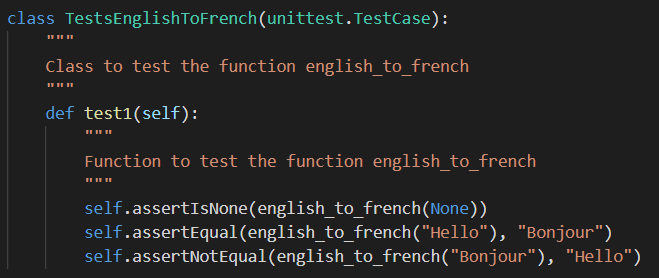 class TestsEnglishToFrench(unittest.TestCase):
    """
    Class to test the function english_to_french
    """
    def test1(self):
        """
        Function to test the function english_to_french
        """
        self.assertIsNone(english_to_french(None))
        self.assertEqual(english_to_french("Hello"), "Bonjour")
        self.assertNotEqual(english_to_french("Bonjour"), "Hello")